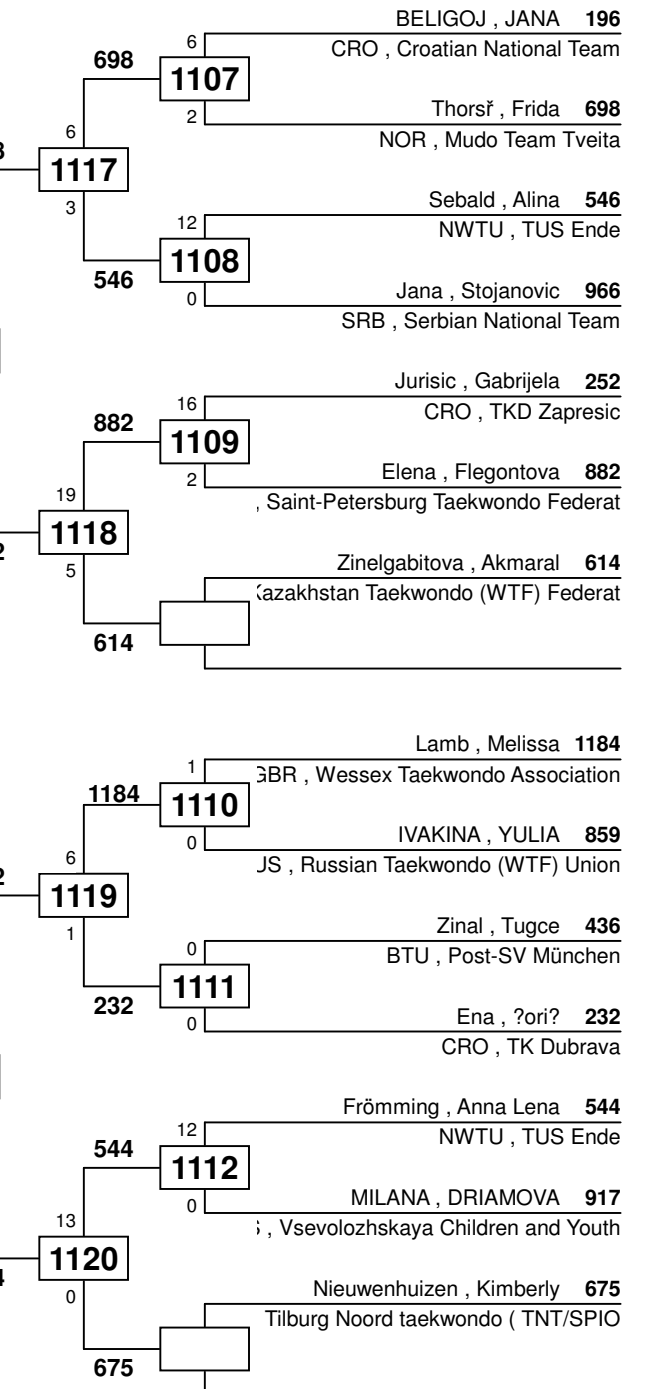 BELIGOJ , JANA 196
6
CRO , Croatian National Team
698
1107
Thorsř , Frida 698
2
NOR , Mudo Team Tveita
6
1117
3
Sebald , Alina 546
12
NWTU , TUS Ende
1108
546
Jana , Stojanovic 966
0
SRB , Serbian National Team
Jurisic , Gabrijela 252
16
CRO , TKD Zapresic
882
1109
Elena , Flegontova 882
2
, Saint-Petersburg Taekwondo Federat
19
1118
5
Zinelgabitova , Akmaral 614
Kazakhstan Taekwondo (WTF) Federat
614
Lamb , Melissa 1184
1
GBR , Wessex Taekwondo Association
1184
1110
IVAKINA , YULIA 859
0
US , Russian Taekwondo (WTF) Union
6
1119
1
Zinal , Tugce 436
0
BTU , Post-SV München
1111
232
Ena , ?ori? 232
0
CRO , TK Dubrava
Frömming , Anna Lena 544
12
NWTU , TUS Ende
544
1112
MILANA , DRIAMOVA 917
0
, Vsevolozhskaya Children and Youth
13
1120
0
Nieuwenhuizen , Kimberly 675
Tilburg Noord taekwondo ( TNT/SPIO
675